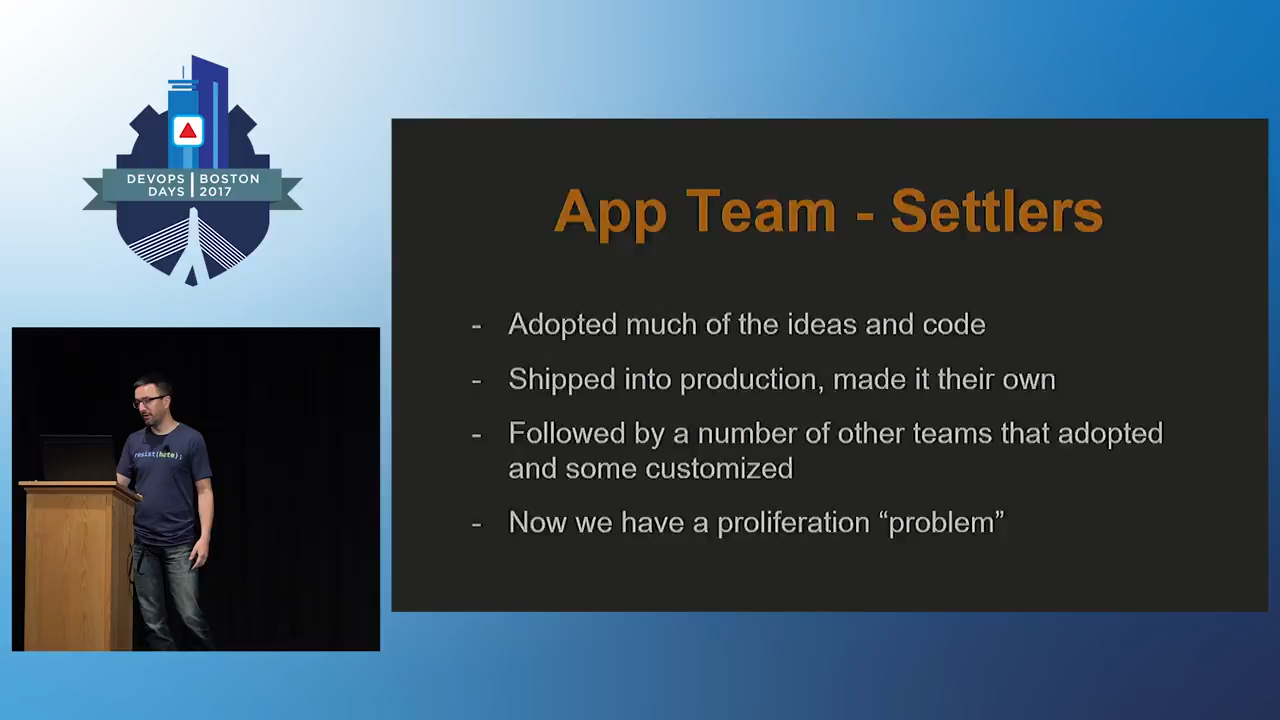 DEVOPS DAYS | BOSTON 2017
App Team - Settlers
- Adopted much of the ideas and code
- Shipped into production, made it their own
- Followed by a number of other teams that adopted
and some customized
- Now we have a proliferation “problem”
resist(hate);